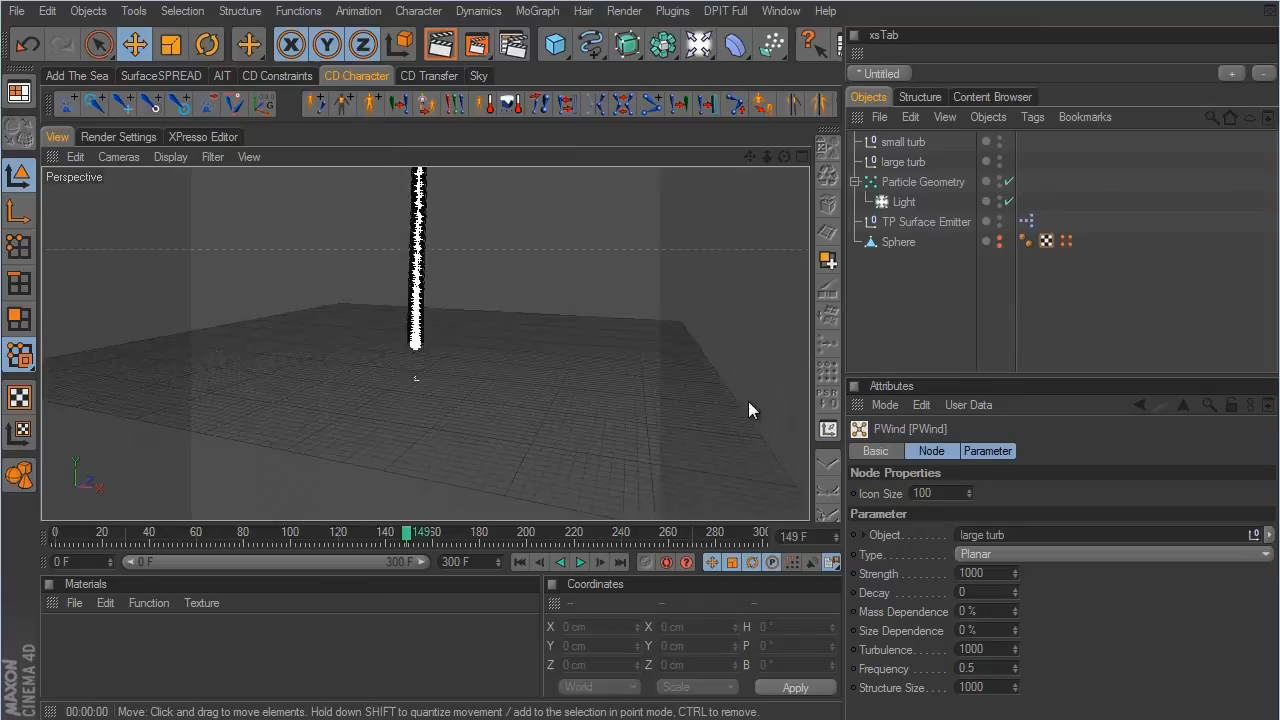 File Edit Objects Tools Selection Structure Functions Animation Character Dynamics MoGraph Hair Render Plugins DPIT Full Window Help
xsTab
* Untitled
Add The Sea SurfaceSPREAD AIT CD Constraints CD Character CD Transfer Sky
Objects Structure Content Browser
File Edit View Objects Tags Bookmarks
View Render Settings XPresso Editor
Edit Cameras Display Filter View
Perspective
small turb
large turb
Particle Geometry
Light
TP Surface Emitter
Sphere
Attributes
Mode Edit User Data
PWind [PWind]
Basic Node Parameter
Node Properties
Icon Size 100
Parameter
Object large turb
Type Planar
Strength 1000
Decay 0
Mass Dependence 0 %
Size Dependence 0 %
Turbulence 1000
Frequency 0.5
Structure Size 1000
Y
Z
X
0 20 40 60 80 100 120 140 149 60 180 200 220 240 260 280 300
149 F
0 F 0 F 300 F 300 F
Materials
File Edit Function Texture
Coordinates
-- -- --
X 0 cm X 0 cm H 0 °
Y 0 cm Y 0 cm P 0 °
Z 0 cm Z 0 cm B 0 °
World Scale Apply
MAXON
CINEMA 4D
00:00:00 Move: Click and drag to move elements. Hold down SHIFT to quantize movement / add to the selection in point mode, CTRL to remove.